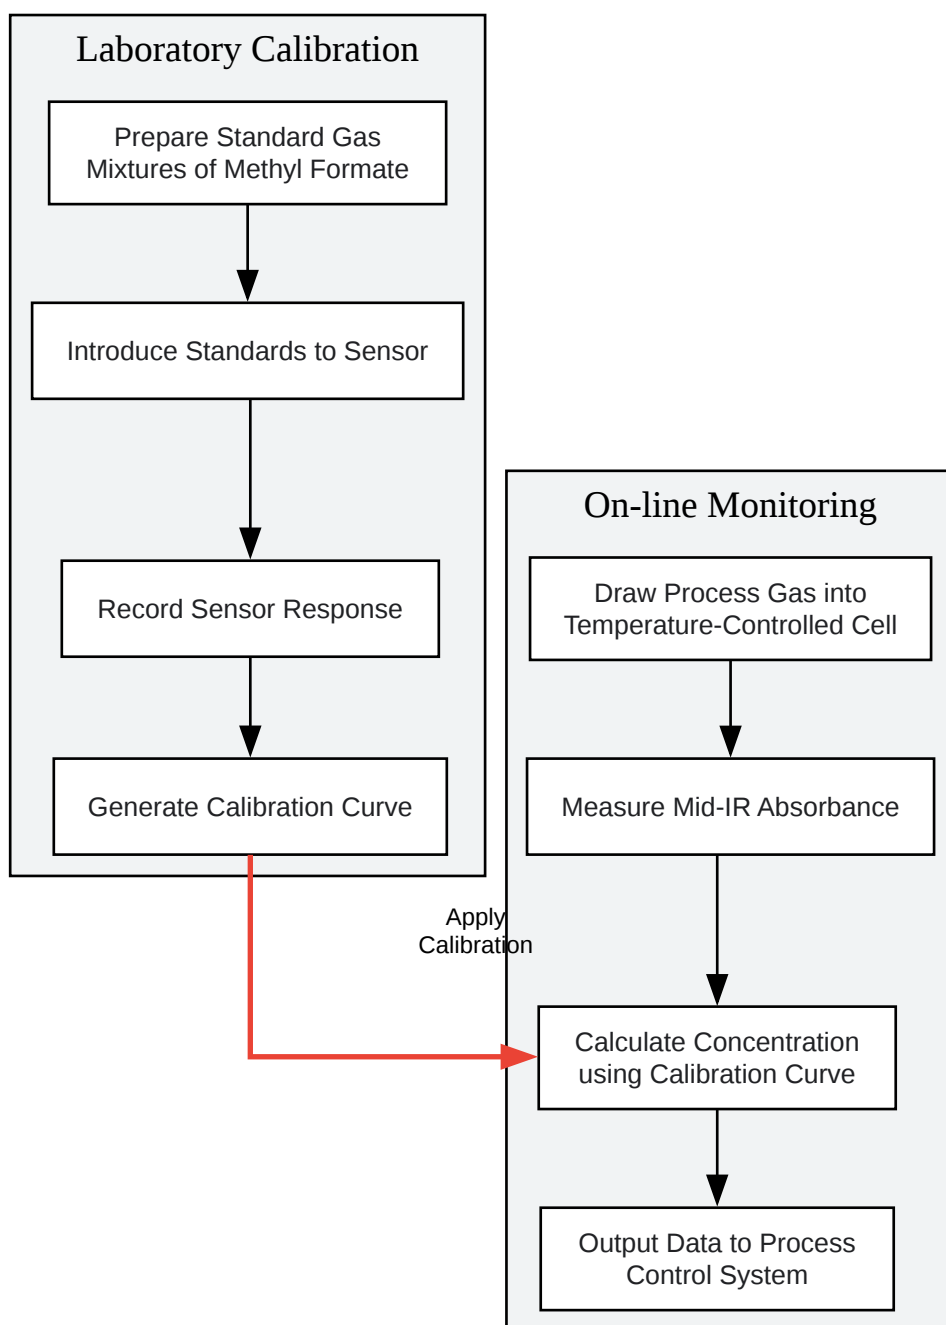 Laboratory Calibration
Prepare Standard Gas
Mixtures of Methyl Formate
Introduce Standards to Sensor
Record Sensor Response
Generate Calibration Curve
Apply
Calibration
On-line Monitoring
Draw Process Gas into
Temperature-Controlled Cell
Measure Mid-IR Absorbance
Calculate Concentration
using Calibration Curve
Output Data to Process
Control System